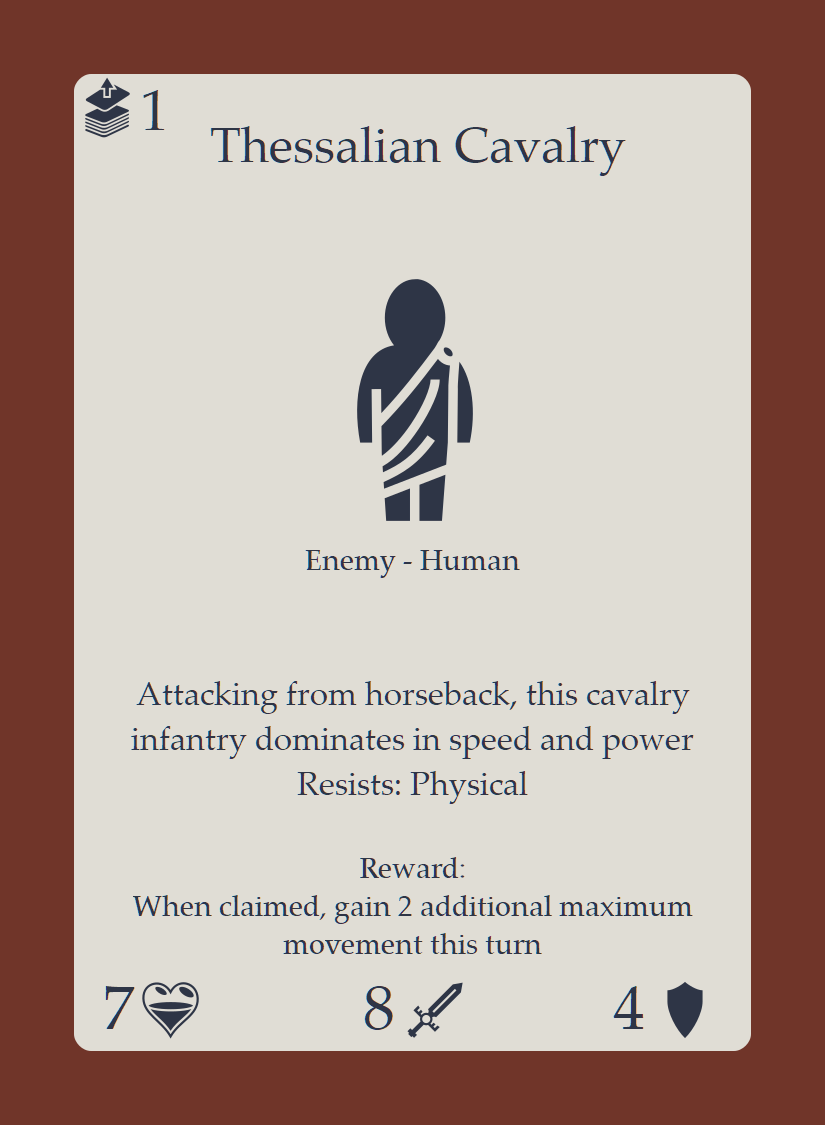 1
Thessalian Cavalry
Enemy - Human
Attacking from horseback, this cavalry
infantry dominates in speed and power
Resists: Physical
Reward:
When claimed, gain 2 additional maximum
movement this turn
7 8 4